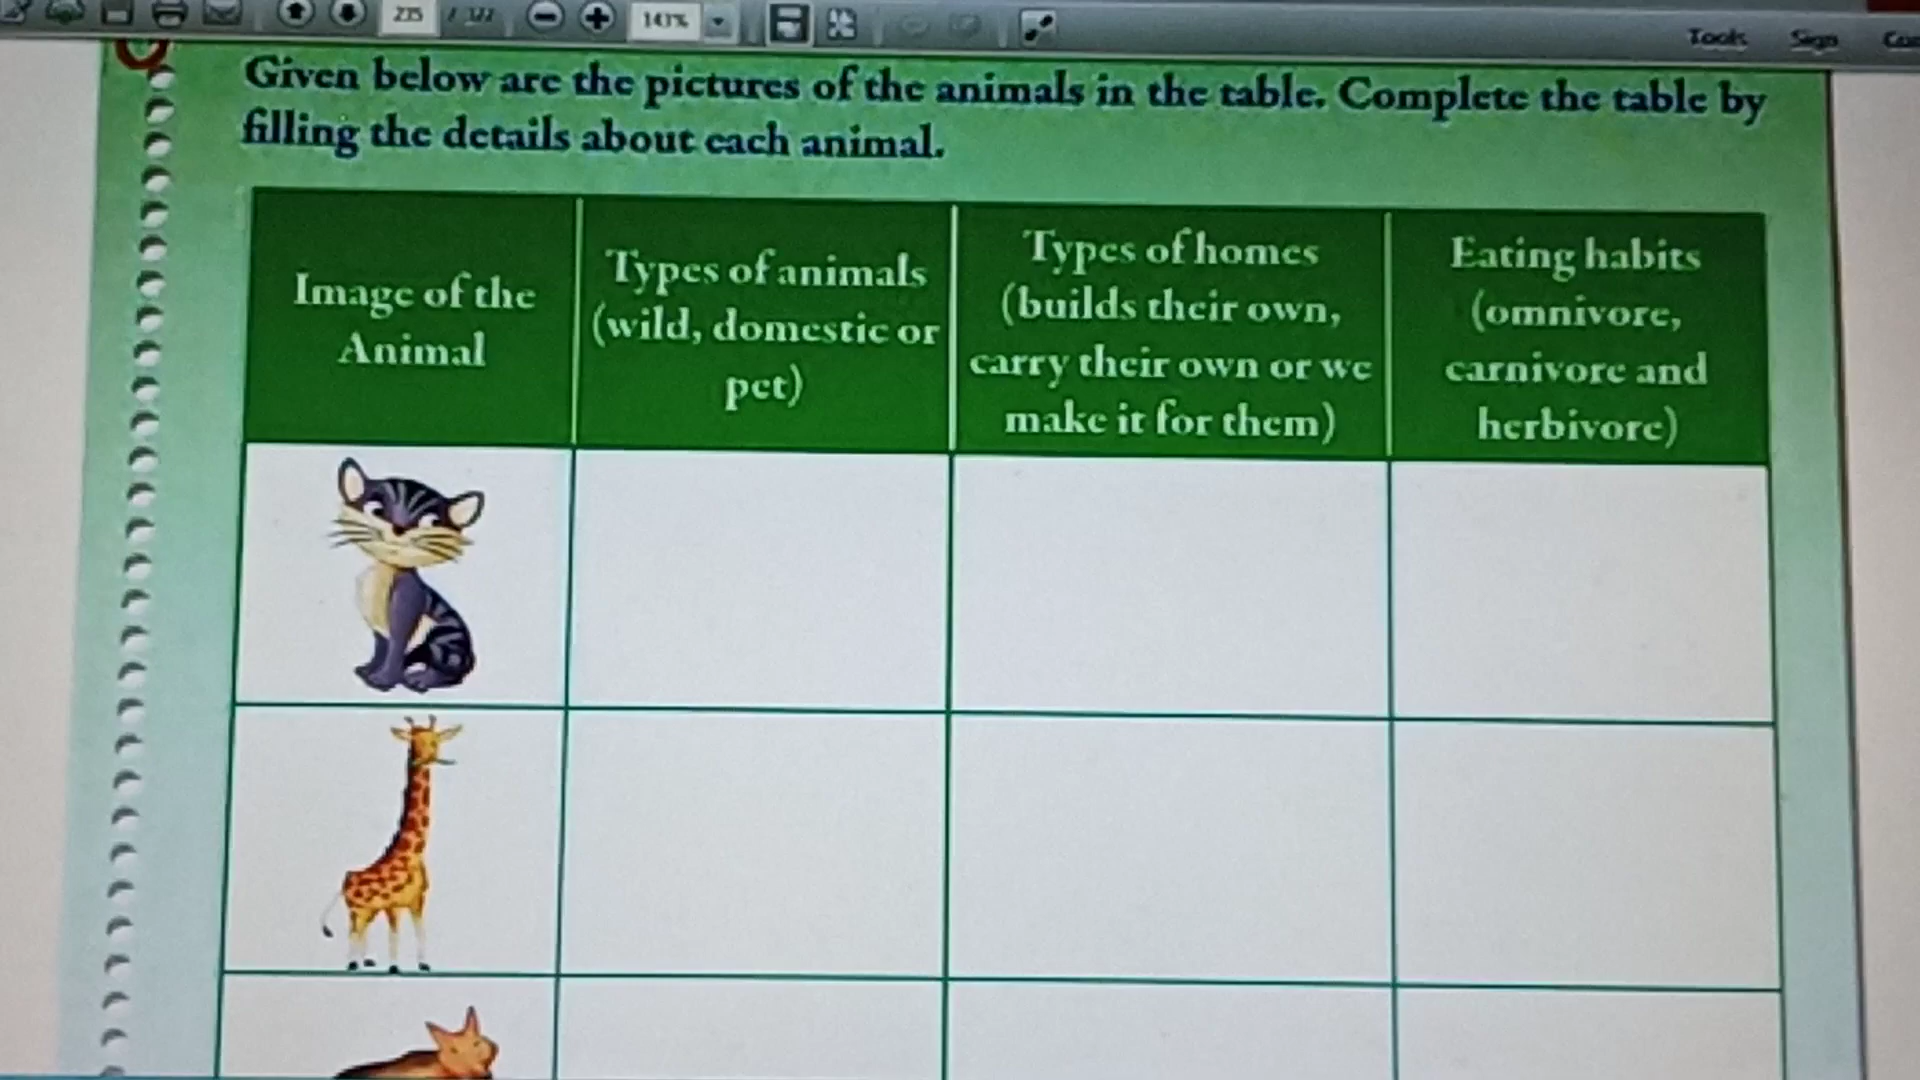 235 /
143%
Tools Sign
Given below are the pictures of the animals in the table. Complete the table by
filling the details about each animal.
Image of the
Animal
Types of animals
(wild, domestic or
pet)
Types of homes
(builds their own,
carry their own or we
make it for them)
Eating habits
(omnivore,
carnivore and
herbivore)